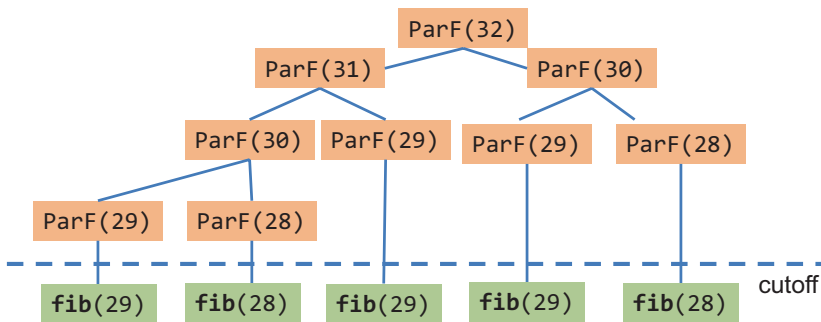 ParF(32)
ParF(31)
ParF(30)
ParF(30)
ParF(29)
ParF(29)
ParF(28)
ParF(29)
ParF(28)
cutoff
fib(29)
fib(28)
fib(29)
fib(29)
fib(28)